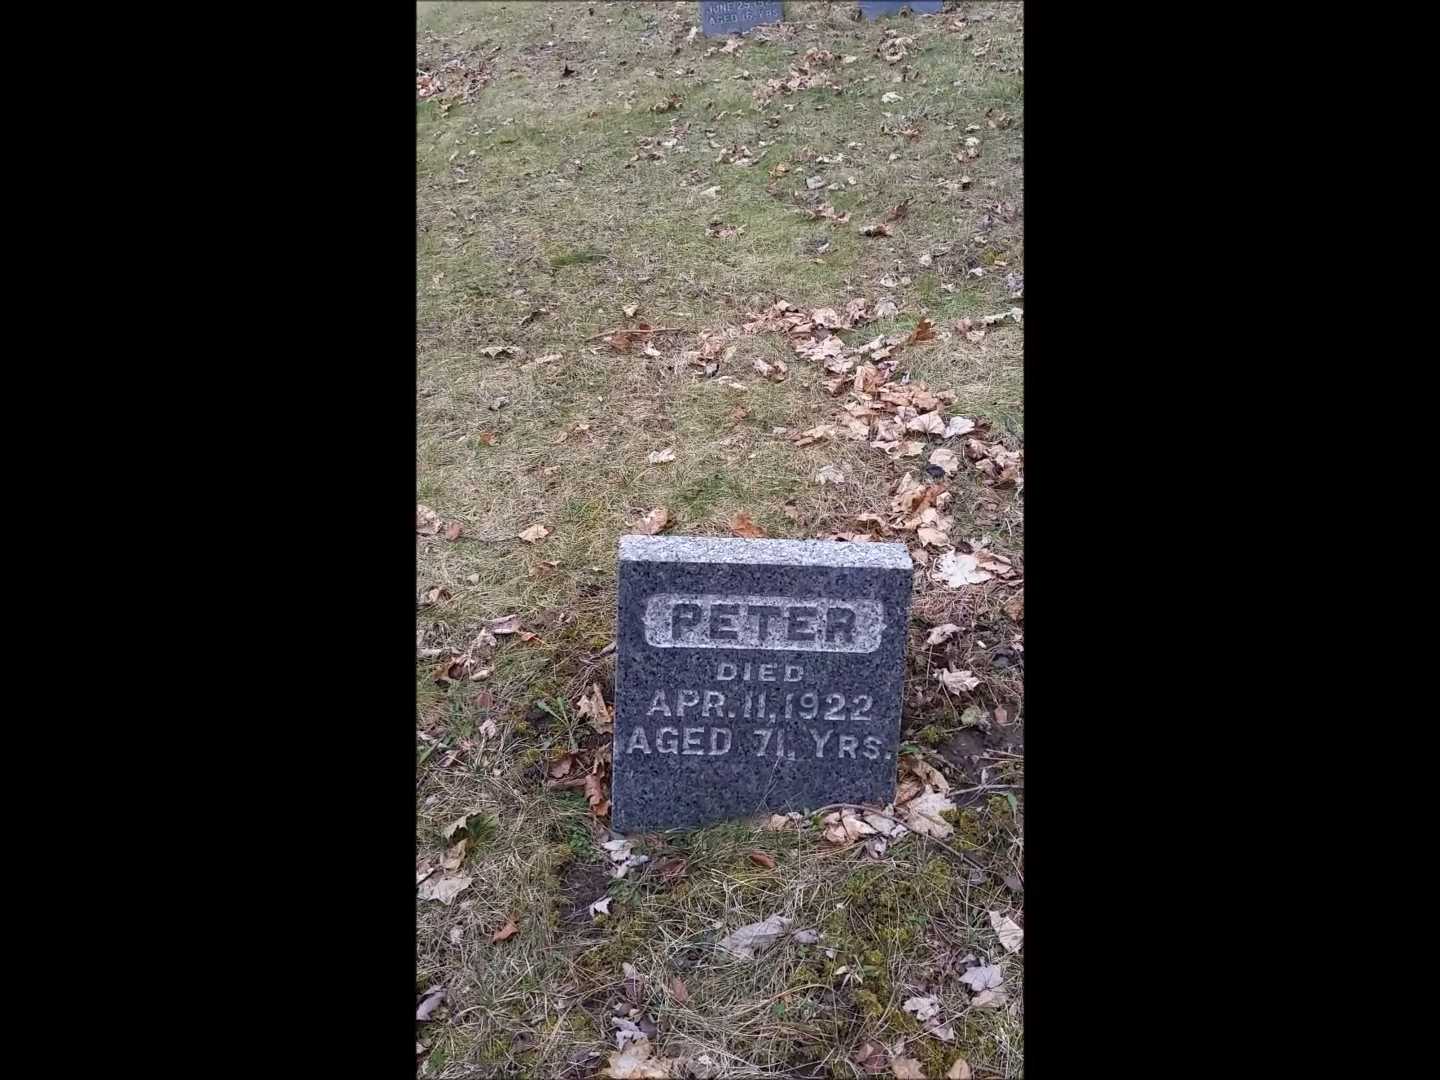 AGED 16, YRS
PETER
DIED
APR. 11, 1922
AGED 71, YRS.